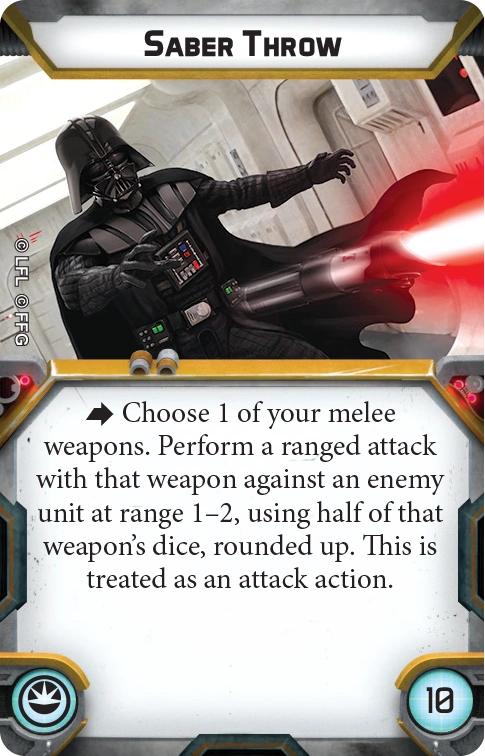 Saber Throw
© LFL © FFG
Choose 1 of your melee
weapons. Perform a ranged attack
with that weapon against an enemy
unit at range 1–2, using half of that
weapon’s dice, rounded up. This is
treated as an attack action.
10